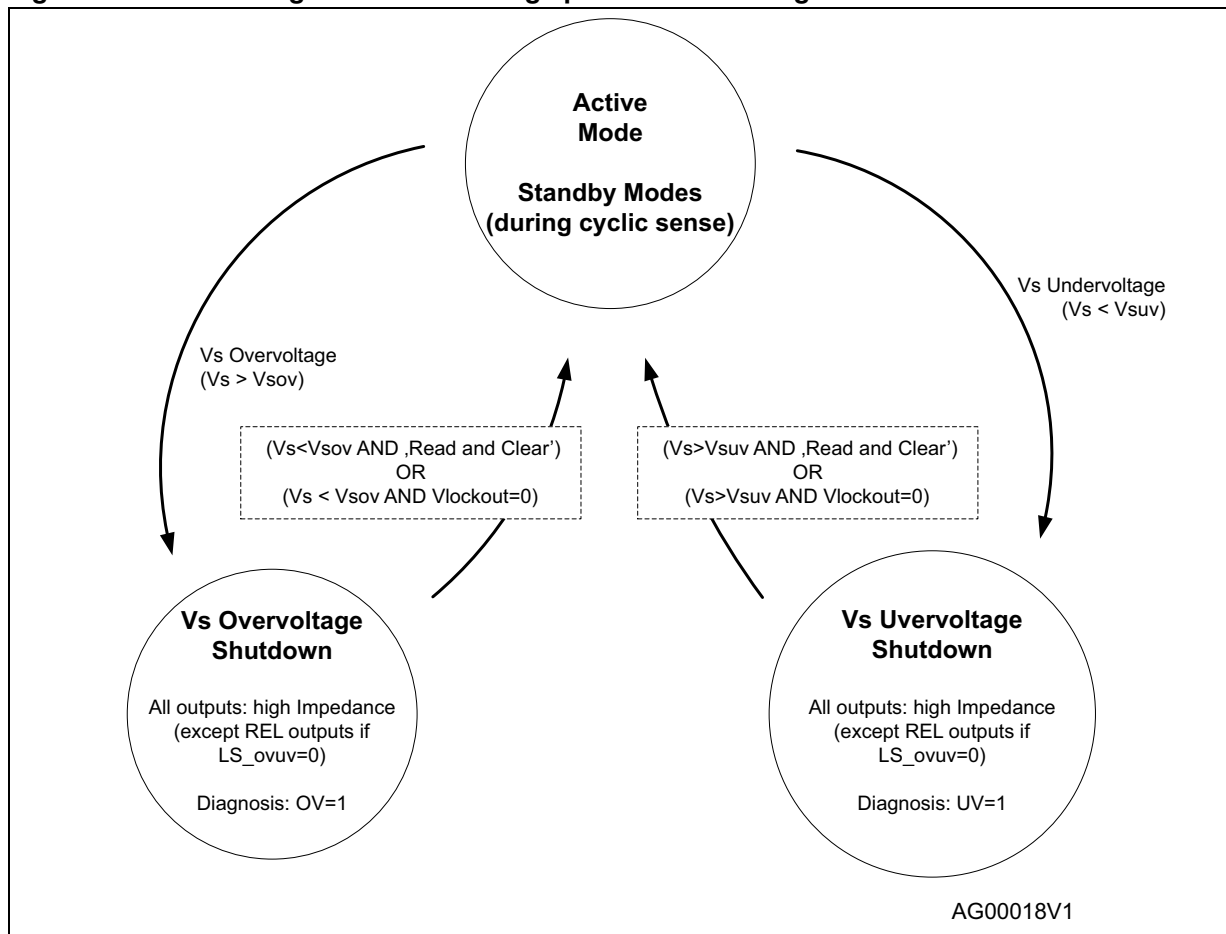 Active
Mode
Standby Modes
(during cyclic sense)
Vs Undervoltage
(Vs < Vsuv)
Vs Overvoltage
(Vs > Vsov)
(Vs<Vsov AND ‚Read and Clear’)
OR
(Vs < Vsov AND Vlockout=0)
(Vs>Vsuv AND ‚Read and Clear’)
OR
(Vs>Vsuv AND Vlockout=0)
Vs Overvoltage
Shutdown
All outputs: high Impedance
(except REL outputs if
LS_ovuv=0)
Diagnosis: OV=1
Vs Uvervoltage
Shutdown
All outputs: high Impedance
(except REL outputs if
LS_ovuv=0)
Diagnosis: UV=1
AG00018V1